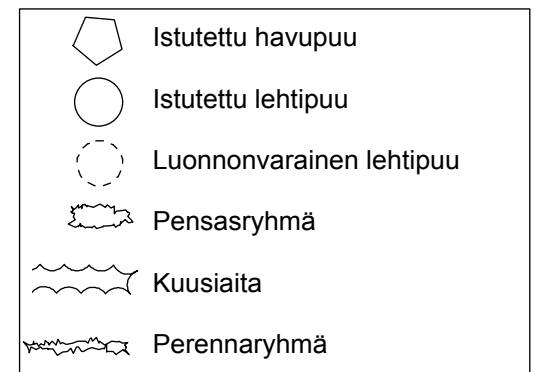 Istutettu havupuu
Istutettu lehtipuu
Luonnonvarainen lehtipuu
Pensasryhmä
Kuusiaita
Perennaryhmä